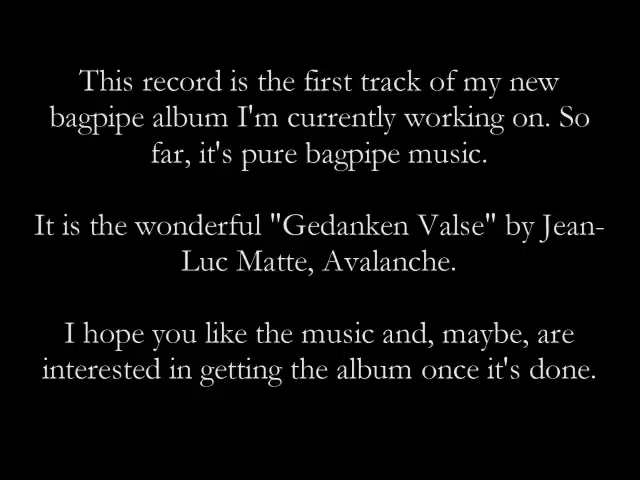 This record is the first track of my new
bagpipe album I'm currently working on. So
far, it's pure bagpipe music.
It is the wonderful "Gedanken Valse" by Jean-
Luc Matte, Avalanche.
I hope you like the music and, maybe, are
interested in getting the album once it's done.